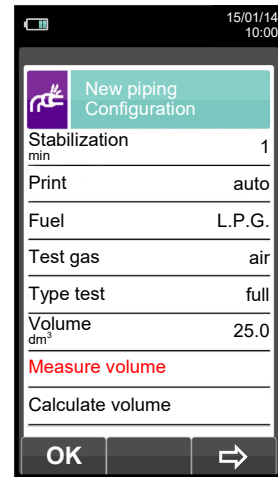 15/01/14
10:00
New piping
Configuration
Stabilization
min
1
Print auto
Fuel L.P.G.
Test gas air
Type test full
Volume
dm³
25.0
Measure volume
Calculate volume
OK